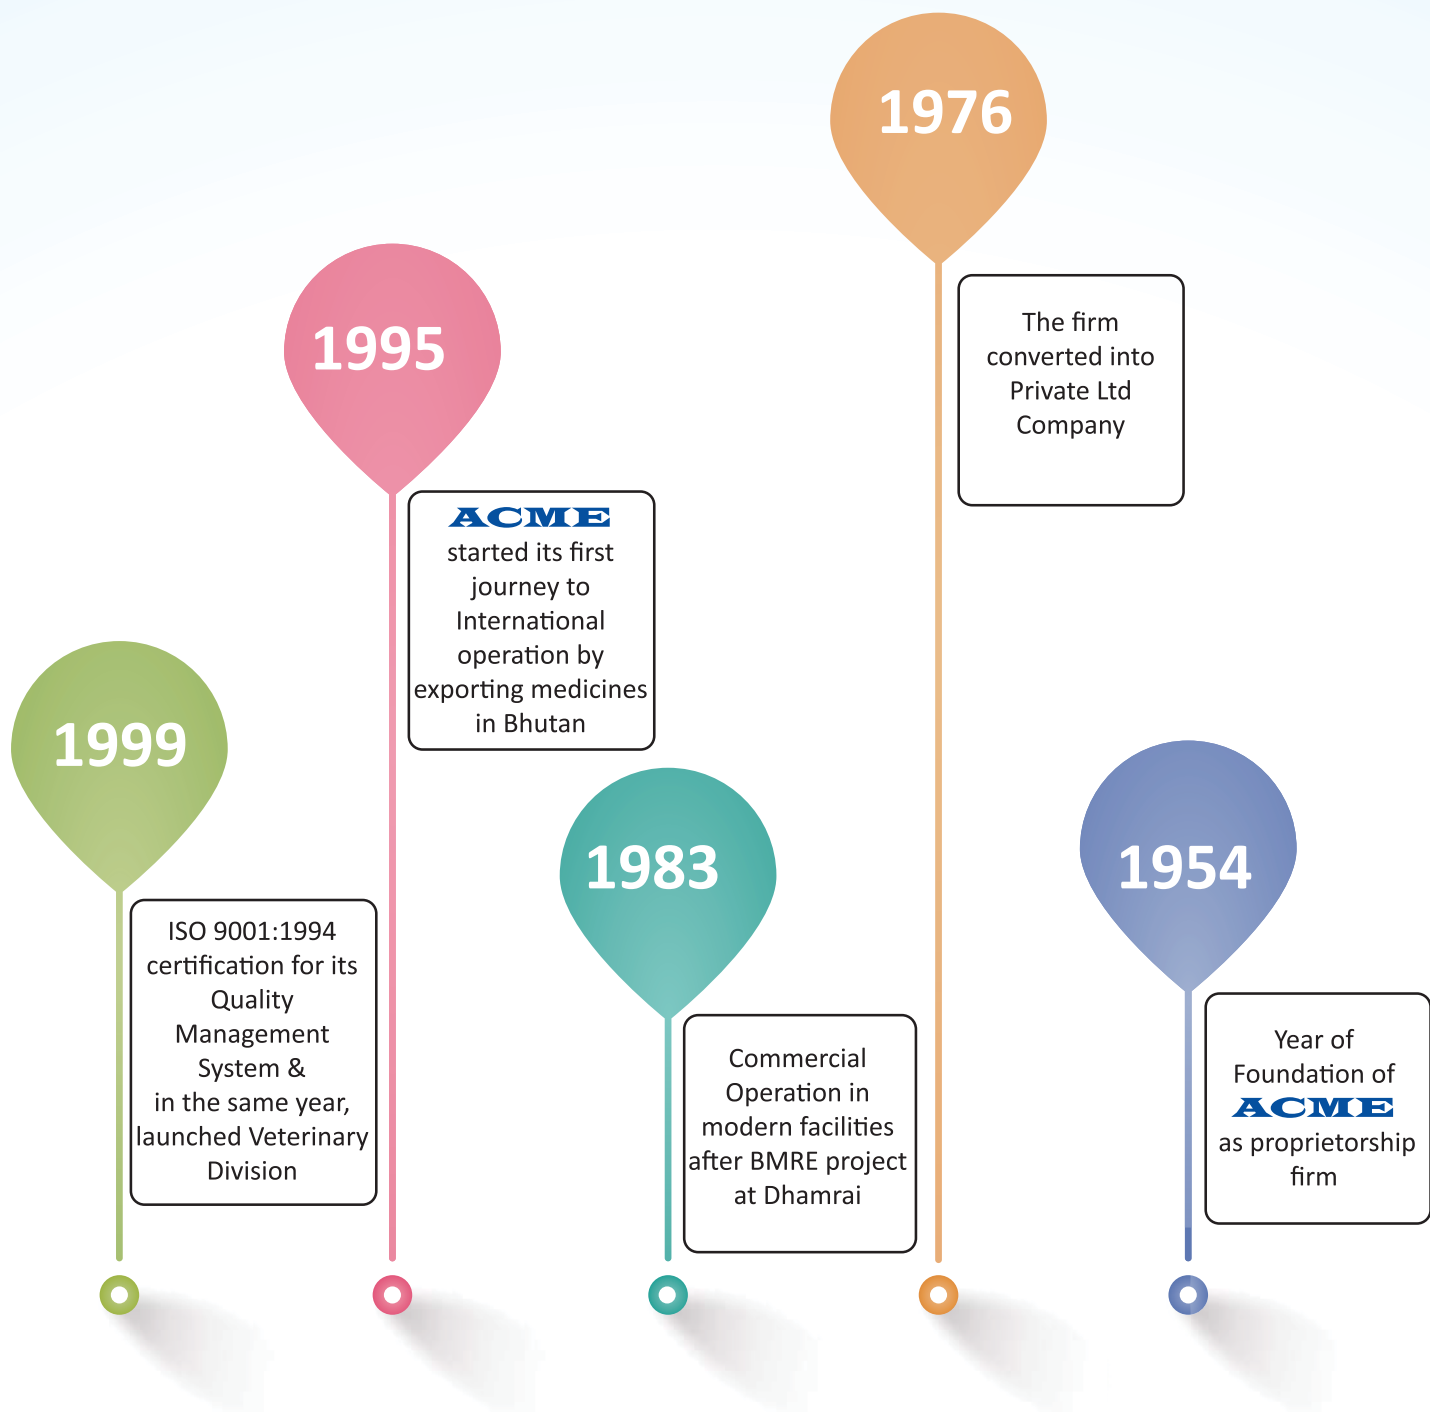 1976
The firm
converted into
Private Ltd
Company
1995
ACME
started its first
journey to
International
operation by
exporting medicines
in Bhutan
1999
ISO 9001:1994
certification for its
Quality
Management
System &
in the same year,
launched Veterinary
Division
1983
Commercial
Operation in
modern facilities
after BMRE project
at Dhamrai
1954
Year of
Foundation of
ACME
as proprietorship
firm